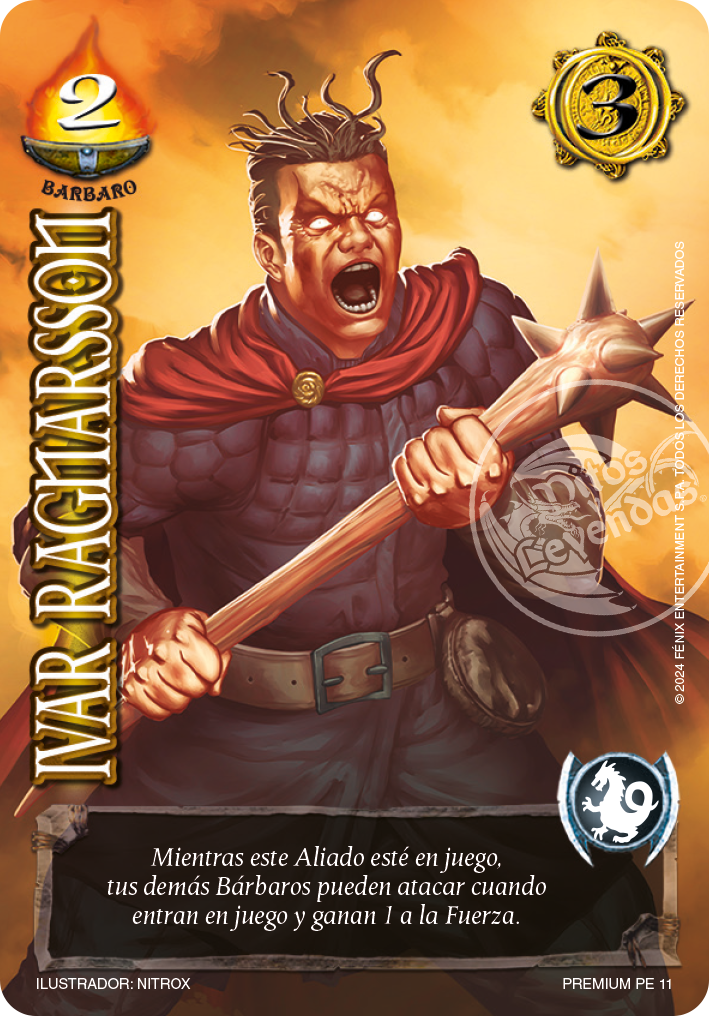 2
3
BÁRBARO
IVAR RAGNARSSON
© 2024 FÉNIX ENTERTAINMENT S.P.A. TODOS LOS DERECHOS RESERVADOS
Mitos
y
Leyendas
Mientras este Aliado esté en juego,
tus demás Bárbaros pueden atacar cuando
entran en juego y ganan 1 a la Fuerza.
ILUSTRADOR: NITROX
PREMIUM PE 11